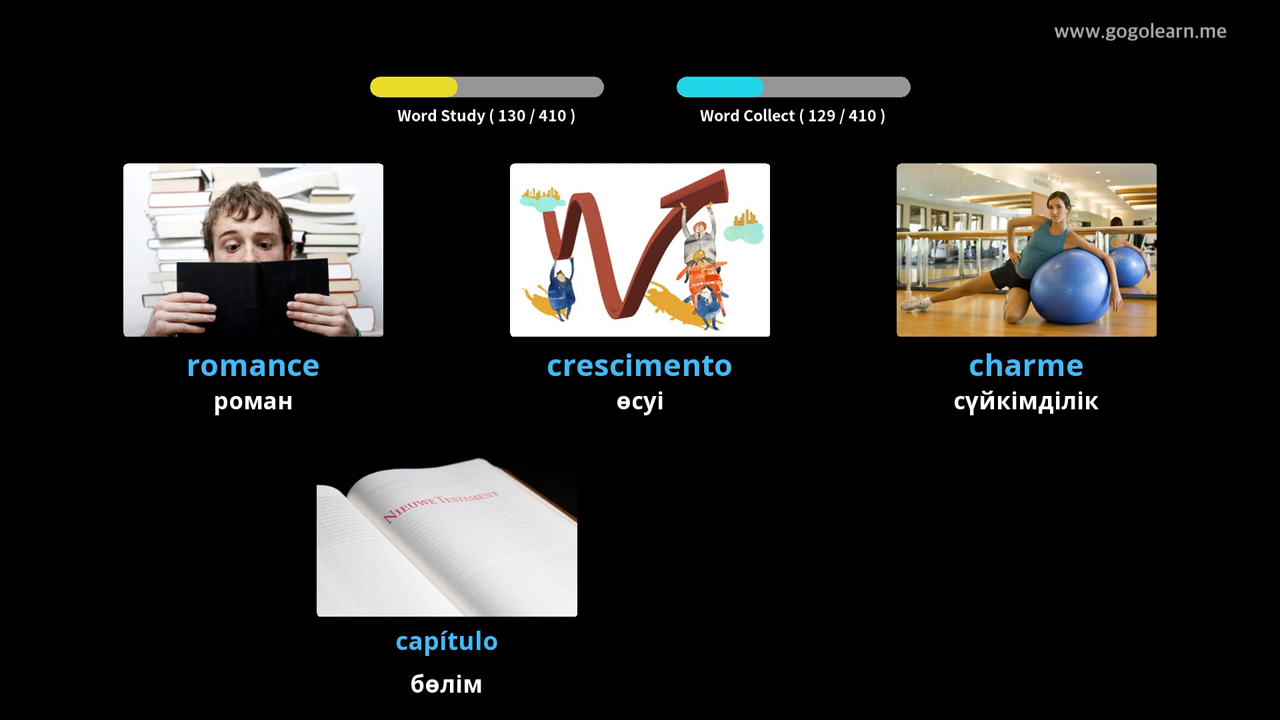 www.gogolearn.me
Word Study ( 130 / 410 )
Word Collect ( 129 / 410 )
romance
роман
crescimento
өсуі
charme
сүйкімділік
NIEUWE TESTAMENT
capítulo
бөлім